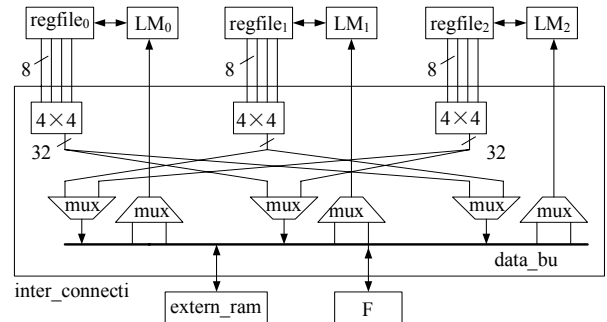 regfile₀ LM₀ regfile₁ LM₁ regfile₂ LM₂
8 8 8
4×4 4×4 4×4
32 32
mux mux mux mux mux mux
data_bu
inter_connecti
extern_ram F